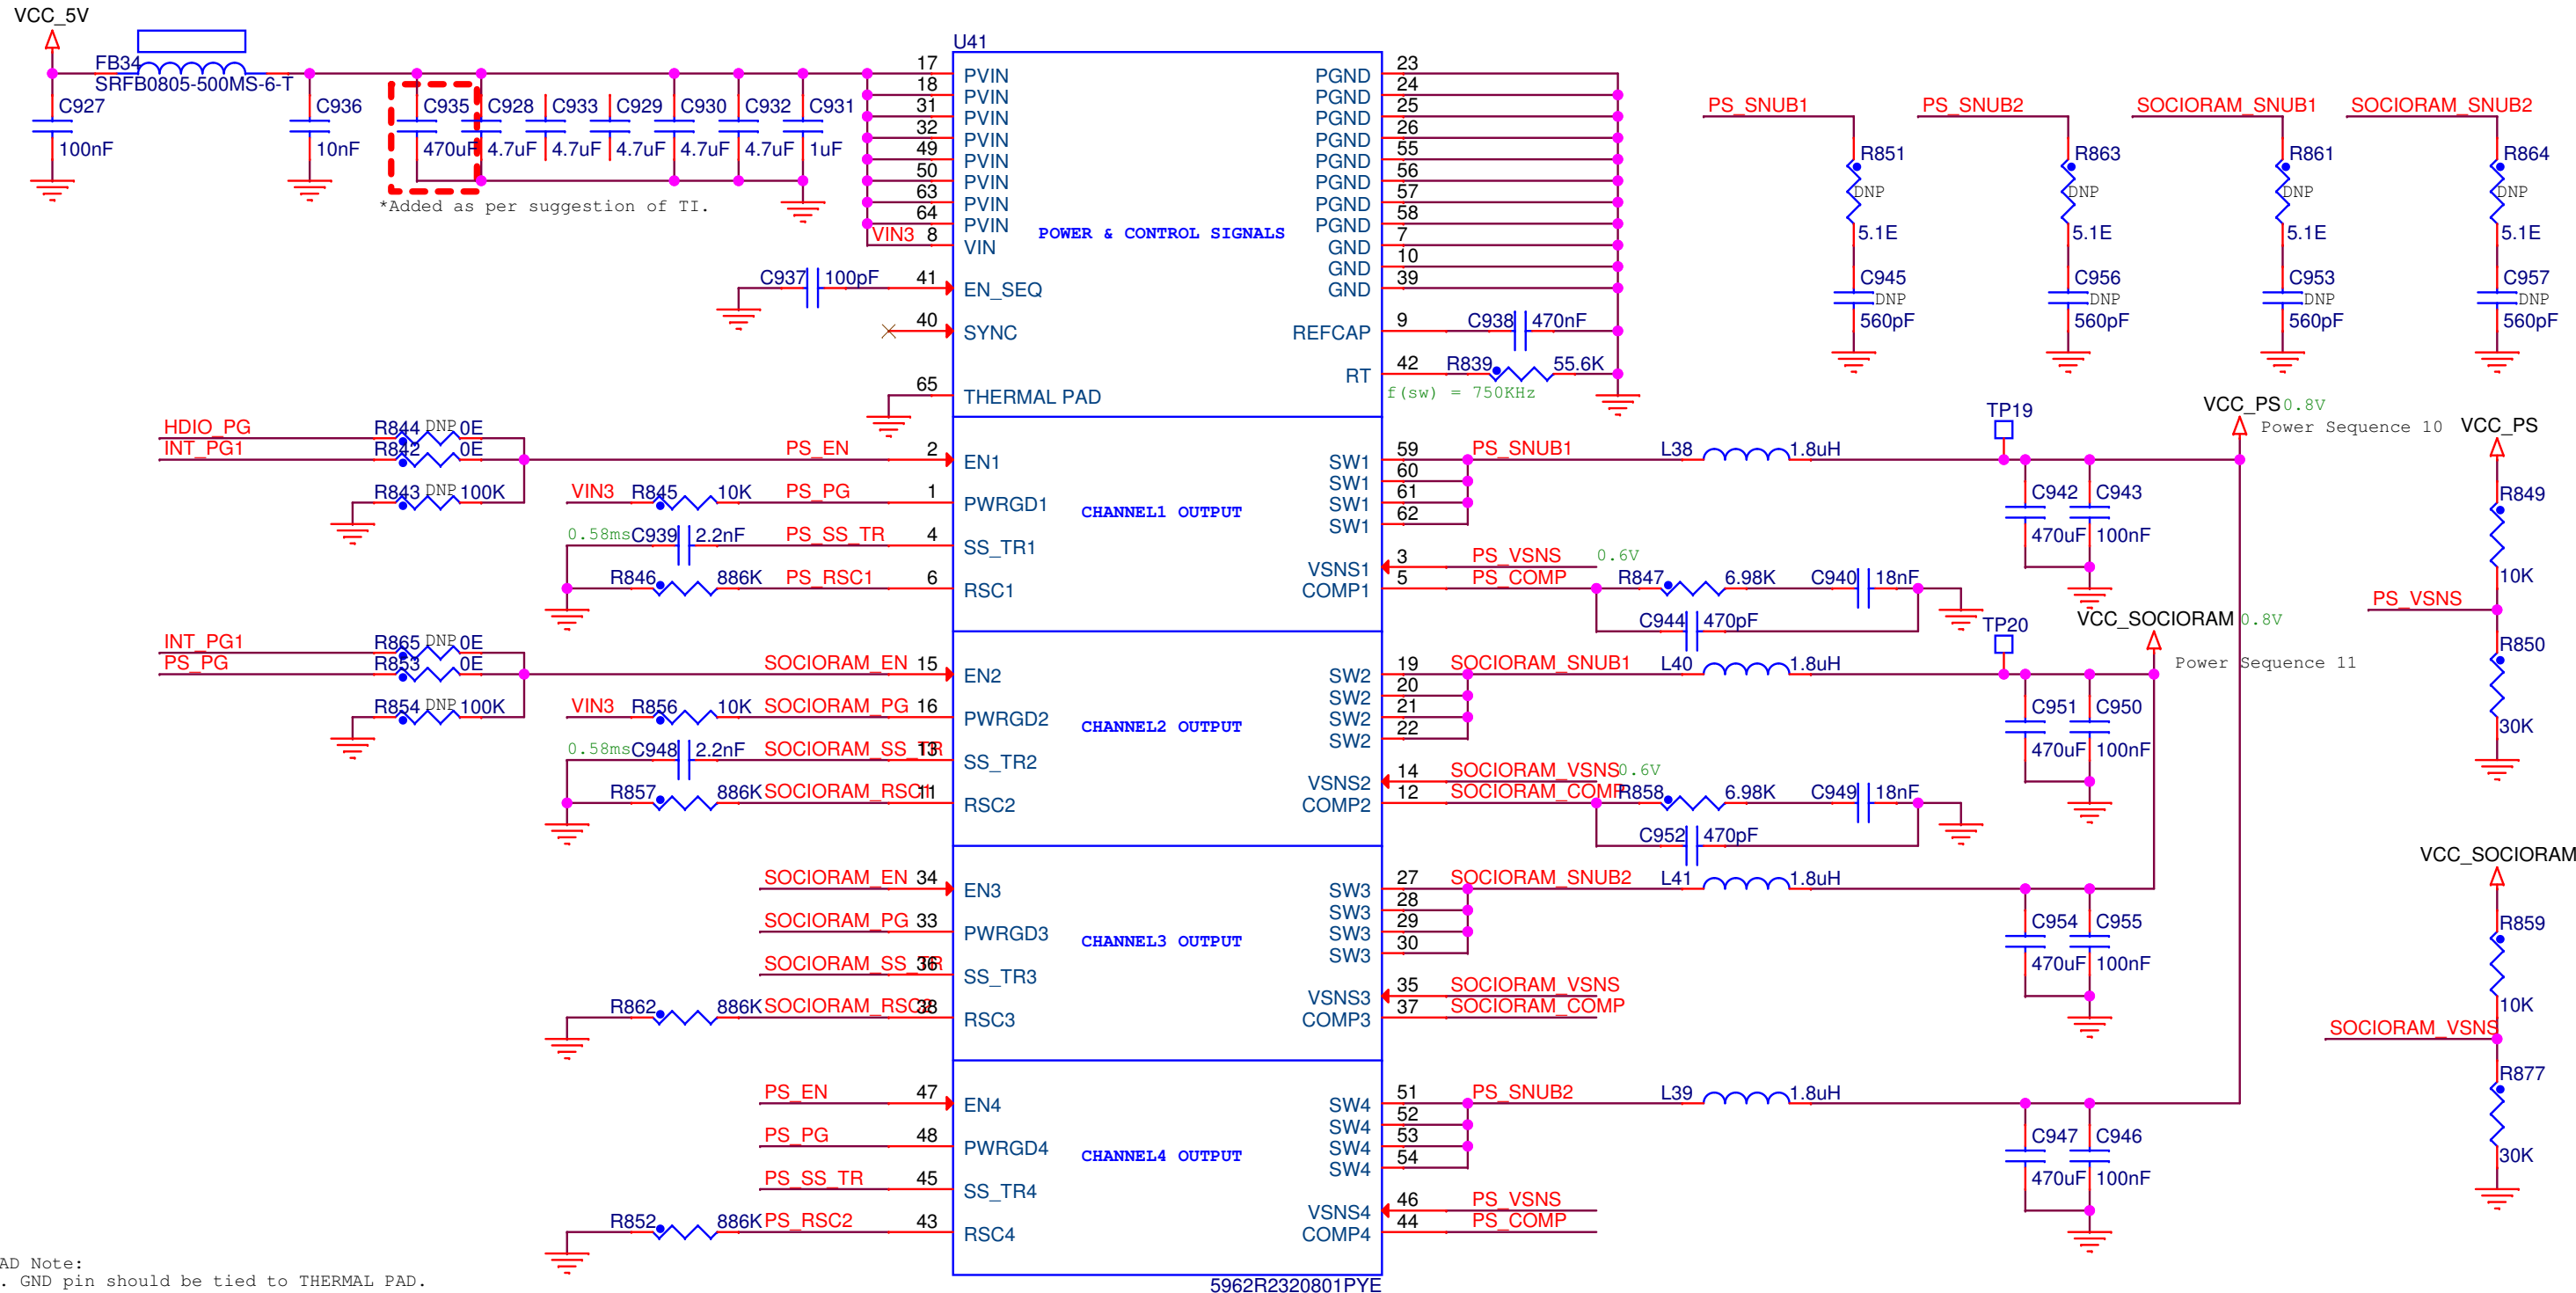 VCC_5V
FB34
SRFB0805-500MS-6-T
C927
100nF
C936
10nF
C935
470uF
C928
4.7uF
C933
4.7uF
C929
4.7uF
C930
4.7uF
C932
4.7uF
C931
1uF
*Added as per suggestion of TI.
U41
17 PVIN
18 PVIN
31 PVIN
32 PVIN
49 PVIN
50 PVIN
63 PVIN
64 PVIN
VIN3 8 VIN
C937 100pF 41 EN_SEQ
40 SYNC
65 THERMAL PAD
POWER & CONTROL SIGNALS
PGND 23
PGND 24
PGND 25
PGND 26
PGND 55
PGND 56
PGND 57
PGND 58
GND 7
GND 10
GND 39
REFCAP 9 C938 470nF
RT 42 R839 55.6K
f(sw) = 750KHz
PS_SNUB1
R851
DNP
5.1E
C945
DNP
560pF
PS_SNUB2
R863
DNP
5.1E
C956
DNP
560pF
SOCIORAM_SNUB1
R861
DNP
5.1E
C953
DNP
560pF
SOCIORAM_SNUB2
R864
DNP
5.1E
C957
DNP
560pF
HDIO_PG R844 DNP 0E
INT_PG1 R842 0E
R843 DNP 100K
PS_EN 2 EN1
VIN3 R845 10K PS_PG 1 PWRGD1
0.58ms C939 2.2nF PS_SS_TR 4 SS_TR1
R846 886K PS_RSC1 6 RSC1
CHANNEL1 OUTPUT
SW1 59 PS_SNUB1 L38 1.8uH
SW1 60
SW1 61
SW1 62
VSNS1 3 PS_VSNS 0.6V
COMP1 5 PS_COMP R847 6.98K C940 18nF
C944 470pF
TP19
C942
470uF
C943
100nF
VCC_PS 0.8V
Power Sequence 10
VCC_PS
R849
10K
PS_VSNS
R850
30K
INT_PG1 R865 DNP 0E
PS_PG R853 0E
R854 DNP 100K
SOCIORAM_EN 15 EN2
VIN3 R856 10K SOCIORAM_PG 16 PWRGD2
0.58ms C948 2.2nF SOCIORAM_SS_TR 13 SS_TR2
R857 886K SOCIORAM_RSC1 11 RSC2
CHANNEL2 OUTPUT
SW2 19 SOCIORAM_SNUB1 L40 1.8uH
SW2 20
SW2 21
SW2 22
VSNS2 14 SOCIORAM_VSNS 0.6V
COMP2 12 SOCIORAM_COMP R858 6.98K C949 18nF
C952 470pF
TP20
C951
470uF
C950
100nF
VCC_SOCIORAM 0.8V
Power Sequence 11
SOCIORAM_EN 34 EN3
SOCIORAM_PG 33 PWRGD3
SOCIORAM_SS_TR 36 SS_TR3
R862 886K SOCIORAM_RSC2 38 RSC3
CHANNEL3 OUTPUT
SW3 27 SOCIORAM_SNUB2 L41 1.8uH
SW3 28
SW3 29
SW3 30
VSNS3 35 SOCIORAM_VSNS
COMP3 37 SOCIORAM_COMP
C954
470uF
C955
100nF
VCC_SOCIORAM
R859
10K
SOCIORAM_VSNS
R877
30K
PS_EN 47 EN4
PS_PG 48 PWRGD4
PS_SS_TR 45 SS_TR4
R852 886K PS_RSC2 43 RSC4
CHANNEL4 OUTPUT
SW4 51 PS_SNUB2 L39 1.8uH
SW4 52
SW4 53
SW4 54
VSNS4 46 PS_VSNS
COMP4 44 PS_COMP
C947
470uF
C946
100nF
5962R2320801PYE
AD Note:
. GND pin should be tied to THERMAL PAD.